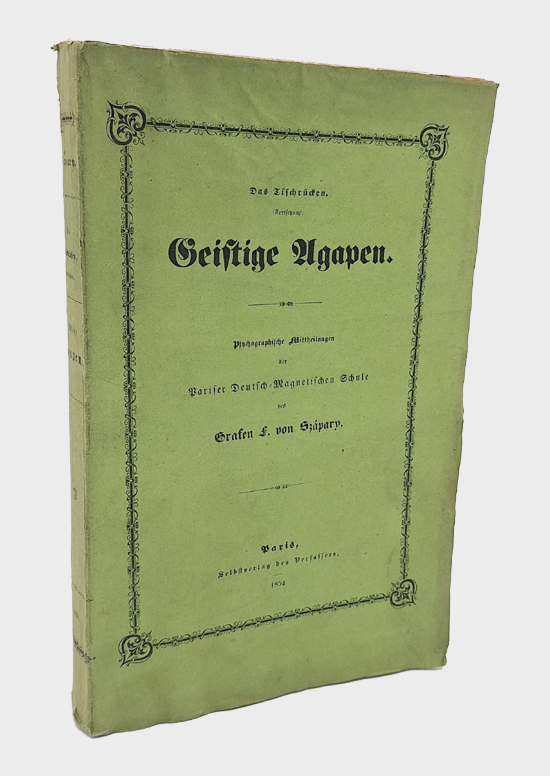 Das Tischrücken.
Fortsetzung.
Geistige Agapen.
Psychographische Mittheilungen
der
Pariser Deutsch-Magnetischen Schule
des
Grafen F. von Szápary.
Paris,
Selbstverlag des Verfassers.
1854